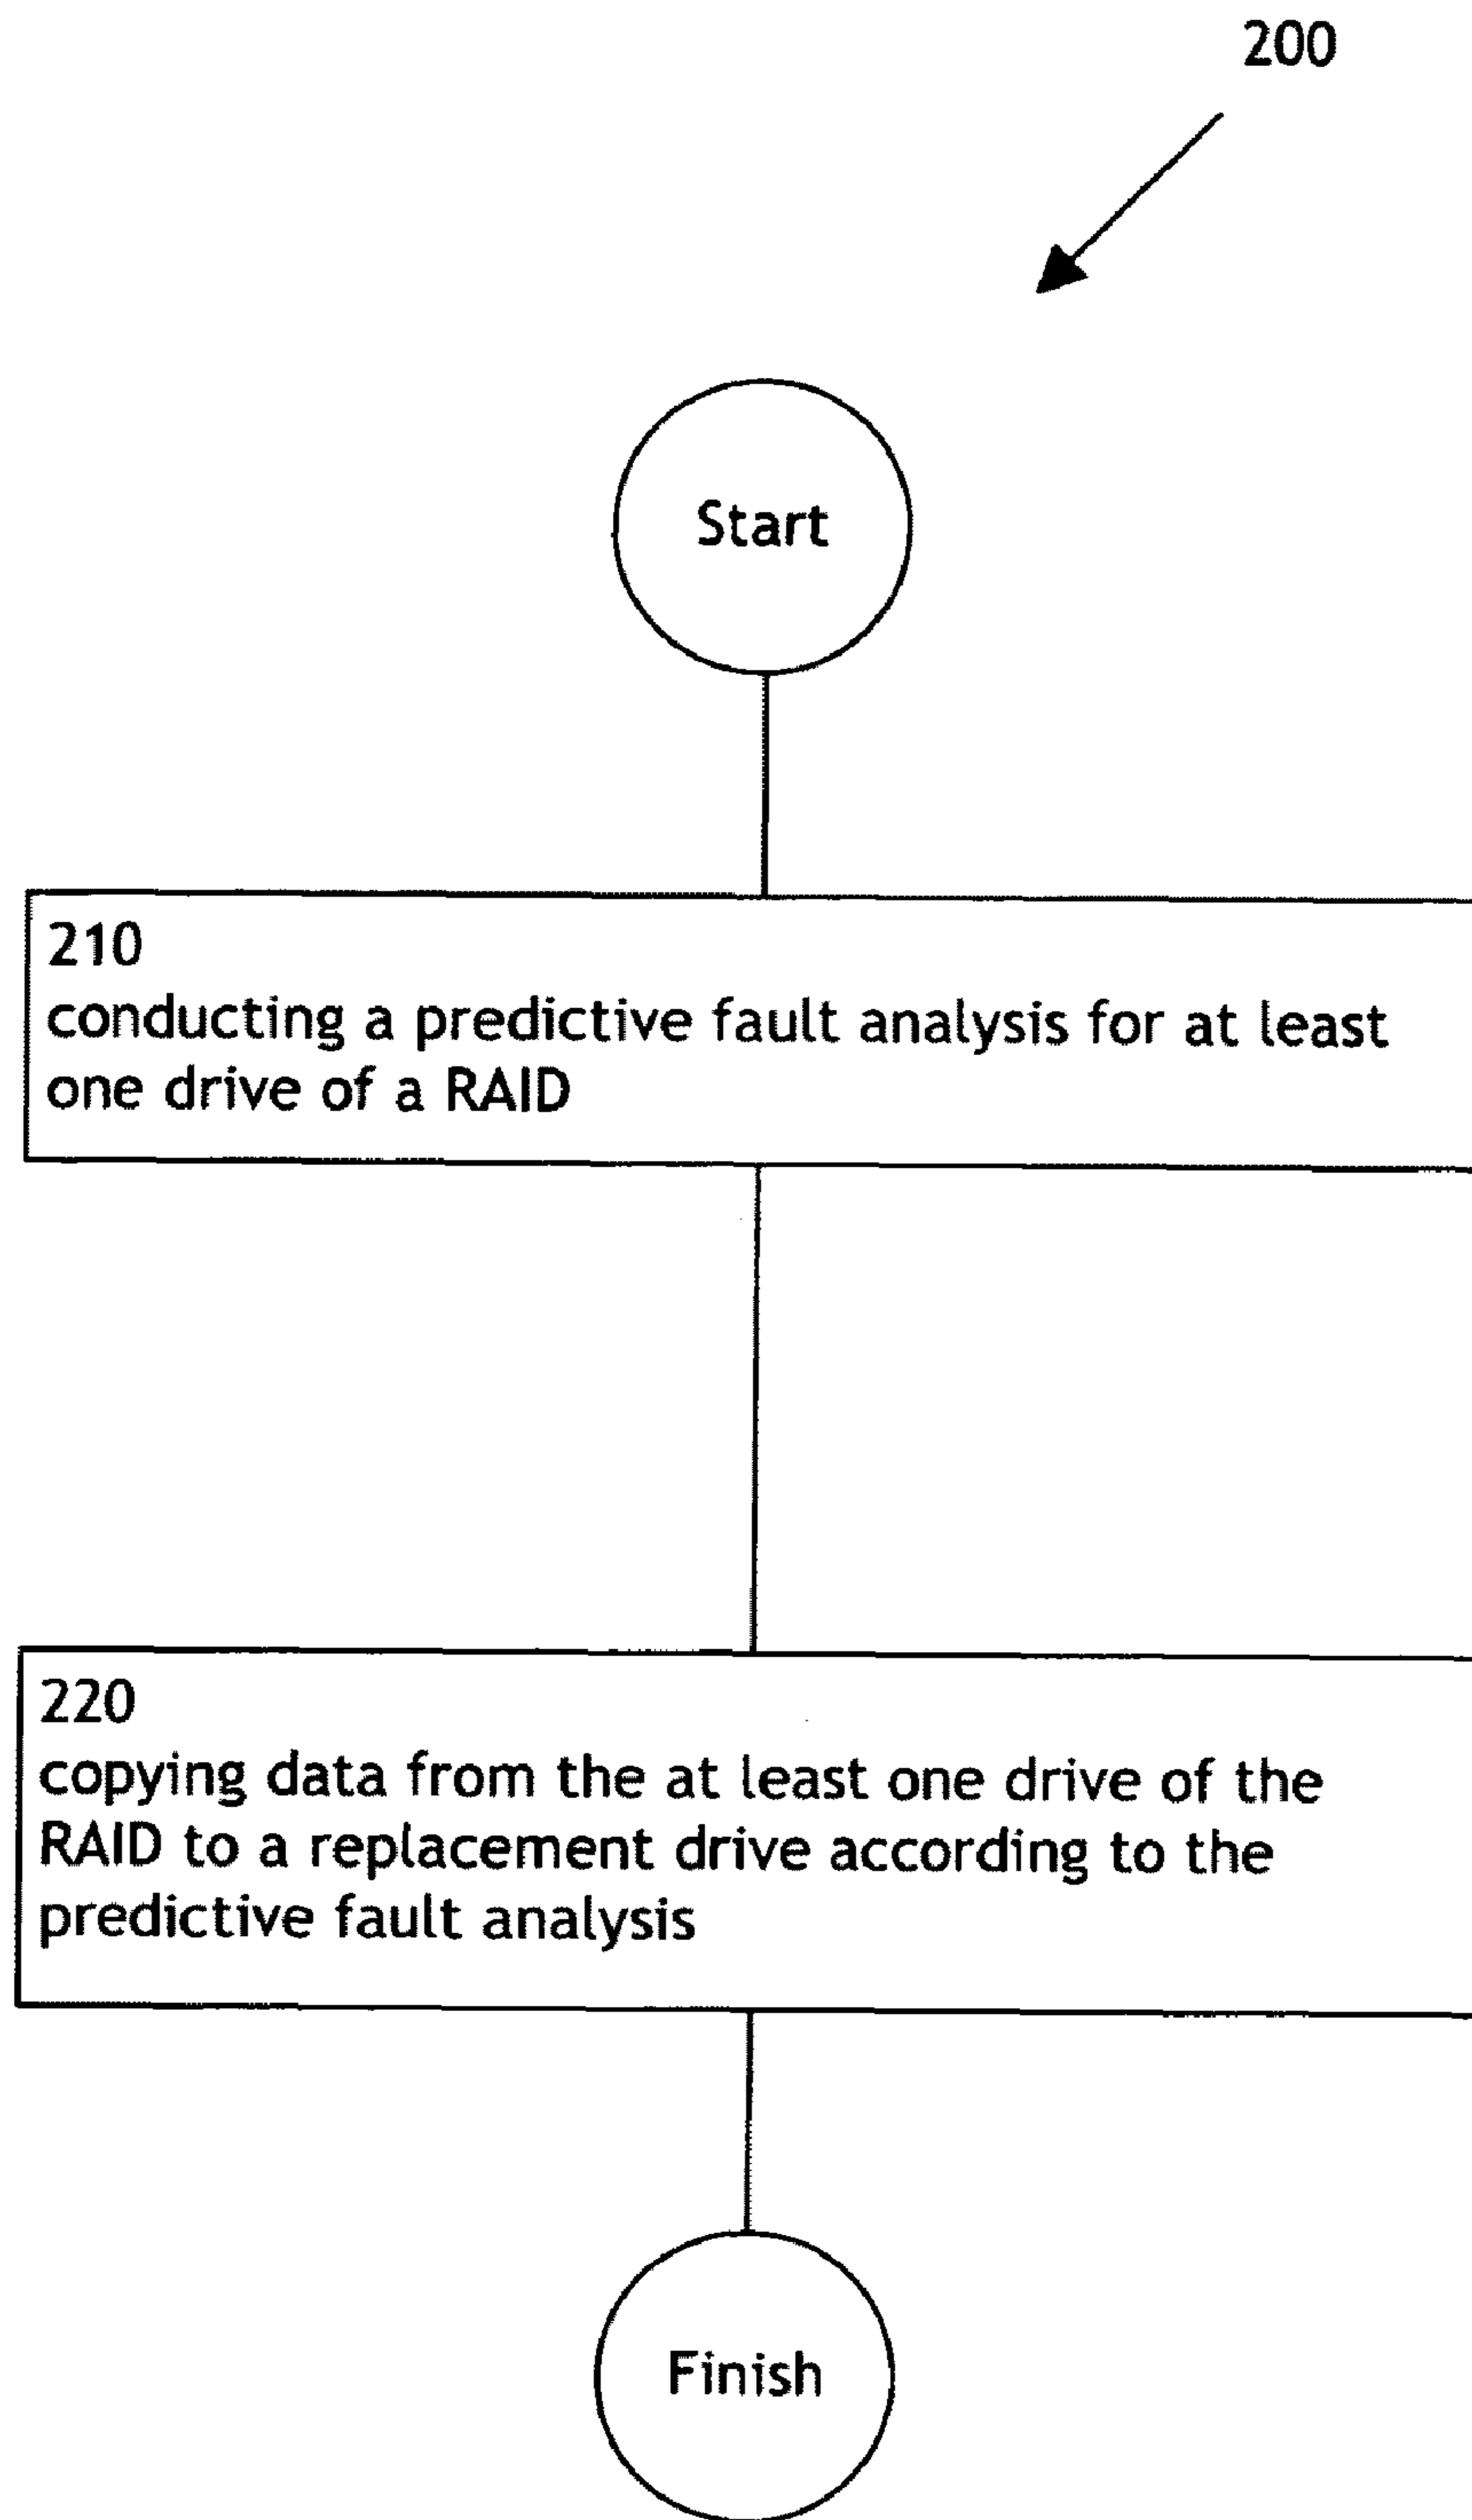 200
Start
210
conducting a predictive fault analysis for at least
one drive of a RAID
220
copying data from the at least one drive of the
RAID to a replacement drive according to the
predictive fault analysis
Finish